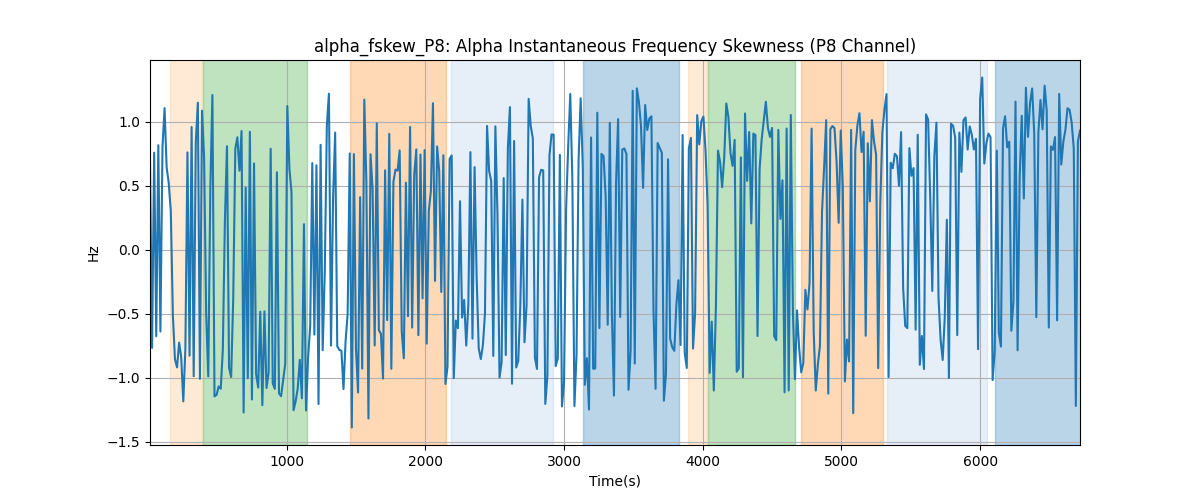 alpha_fskew_P8: Alpha Instantaneous Frequency Skewness (P8 Channel)
1.0
0.5
0.0
−0.5
−1.0
−1.5
Hz
1000 2000 3000 4000 5000 6000
Time(s)